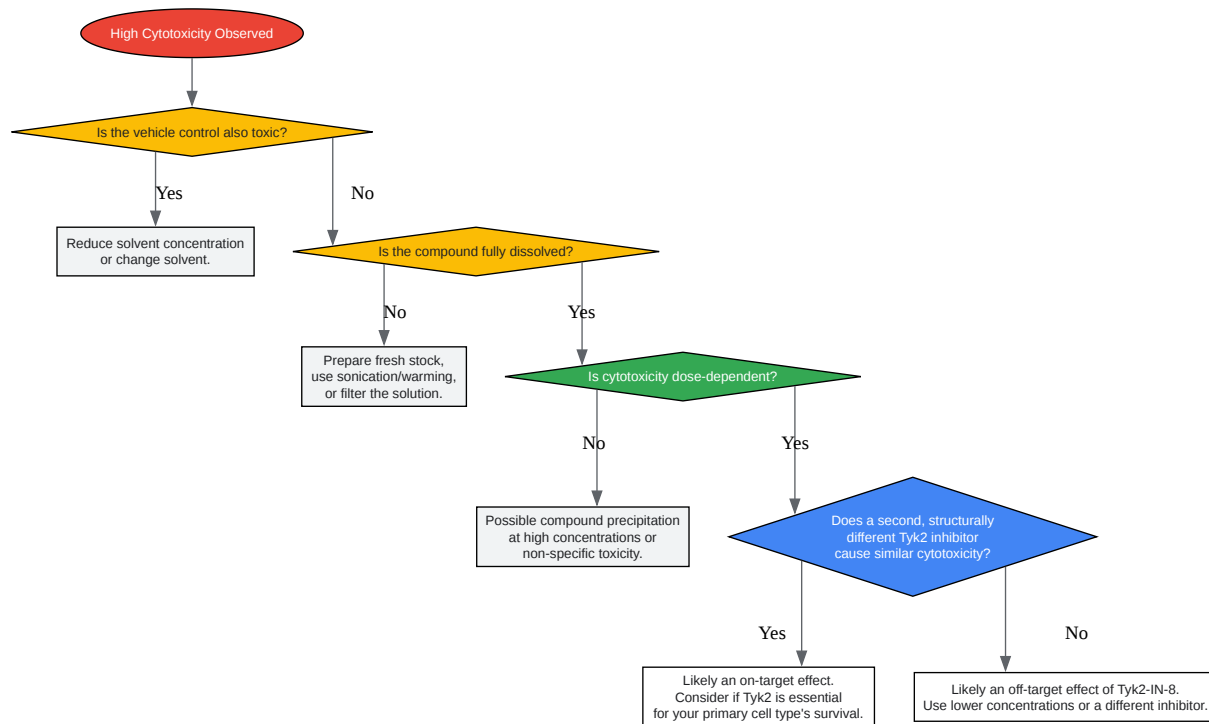 High Cytotoxicity Observed
Is the vehicle control also toxic?
Yes
No
Reduce solvent concentration
or change solvent.
Is the compound fully dissolved?
No
Yes
Prepare fresh stock,
use sonication/warming,
or filter the solution.
Is cytotoxicity dose-dependent?
No
Yes
Possible compound precipitation
at high concentrations or
non-specific toxicity.
Does a second, structurally
different Tyk2 inhibitor
cause similar cytotoxicity?
Yes
No
Likely an on-target effect.
Consider if Tyk2 is essential
for your primary cell type's survival.
Likely an off-target effect of Tyk2-IN-8.
Use lower concentrations or a different inhibitor.